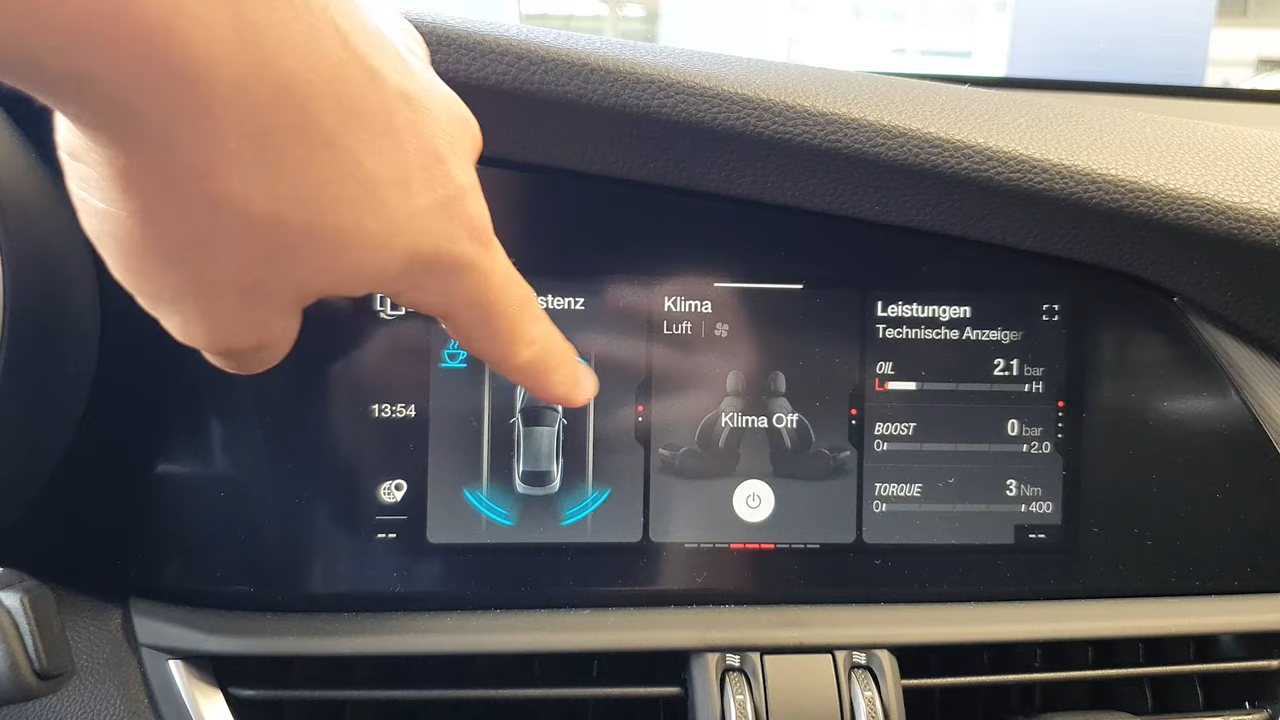 13:54
--
istenz
Klima
Luft
Klima Off
Leistungen
Technische Anzeiger
OIL 2.1 bar
L H
BOOST 0 bar
0 2.0
TORQUE 3 Nm
0 400
--